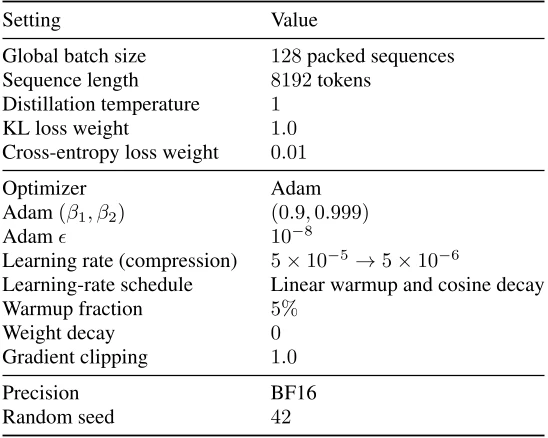 Setting Value
Global batch size 128 packed sequences
Sequence length 8192 tokens
Distillation temperature 1
KL loss weight 1.0
Cross-entropy loss weight 0.01
Optimizer Adam
Adam (β₁, β₂) (0.9, 0.999)
Adam ϵ 10⁻⁸
Learning rate (compression) 5 × 10⁻⁵ → 5 × 10⁻⁶
Learning-rate schedule Linear warmup and cosine decay
Warmup fraction 5%
Weight decay 0
Gradient clipping 1.0
Precision BF16
Random seed 42